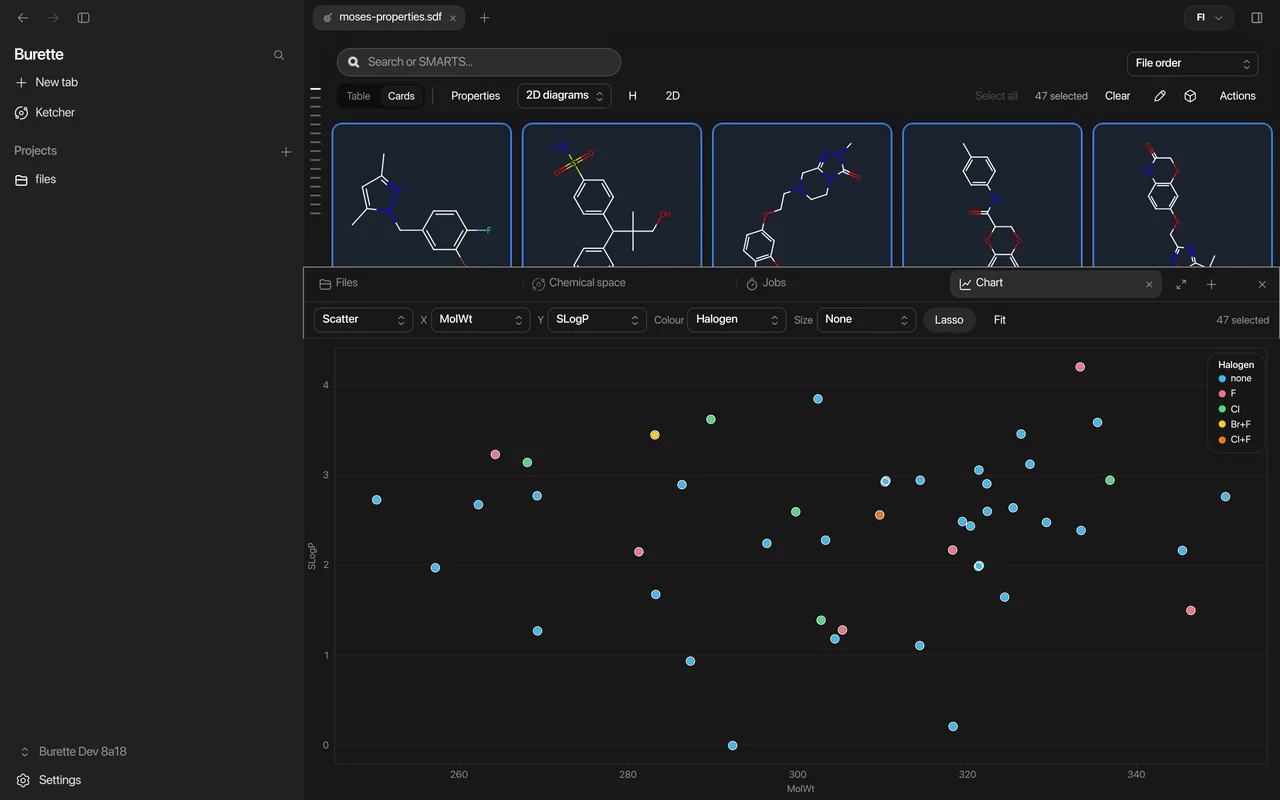 moses-properties.sdf
FI
Burette
New tab
Ketcher
Projects
files
Search or SMARTS...
File order
Table Cards Properties 2D diagrams H 2D Select all 47 selected Clear Actions
F
OH
Files Chemical space Jobs Chart
Scatter X MolWt Y SLogP Colour Halogen Size None Lasso Fit 47 selected
Halogen
none
F
Cl
Br+F
Cl+F
4
3
2
1
0
SLogP
260 280 300 320 340
MolWt
Burette Dev 8a18
Settings